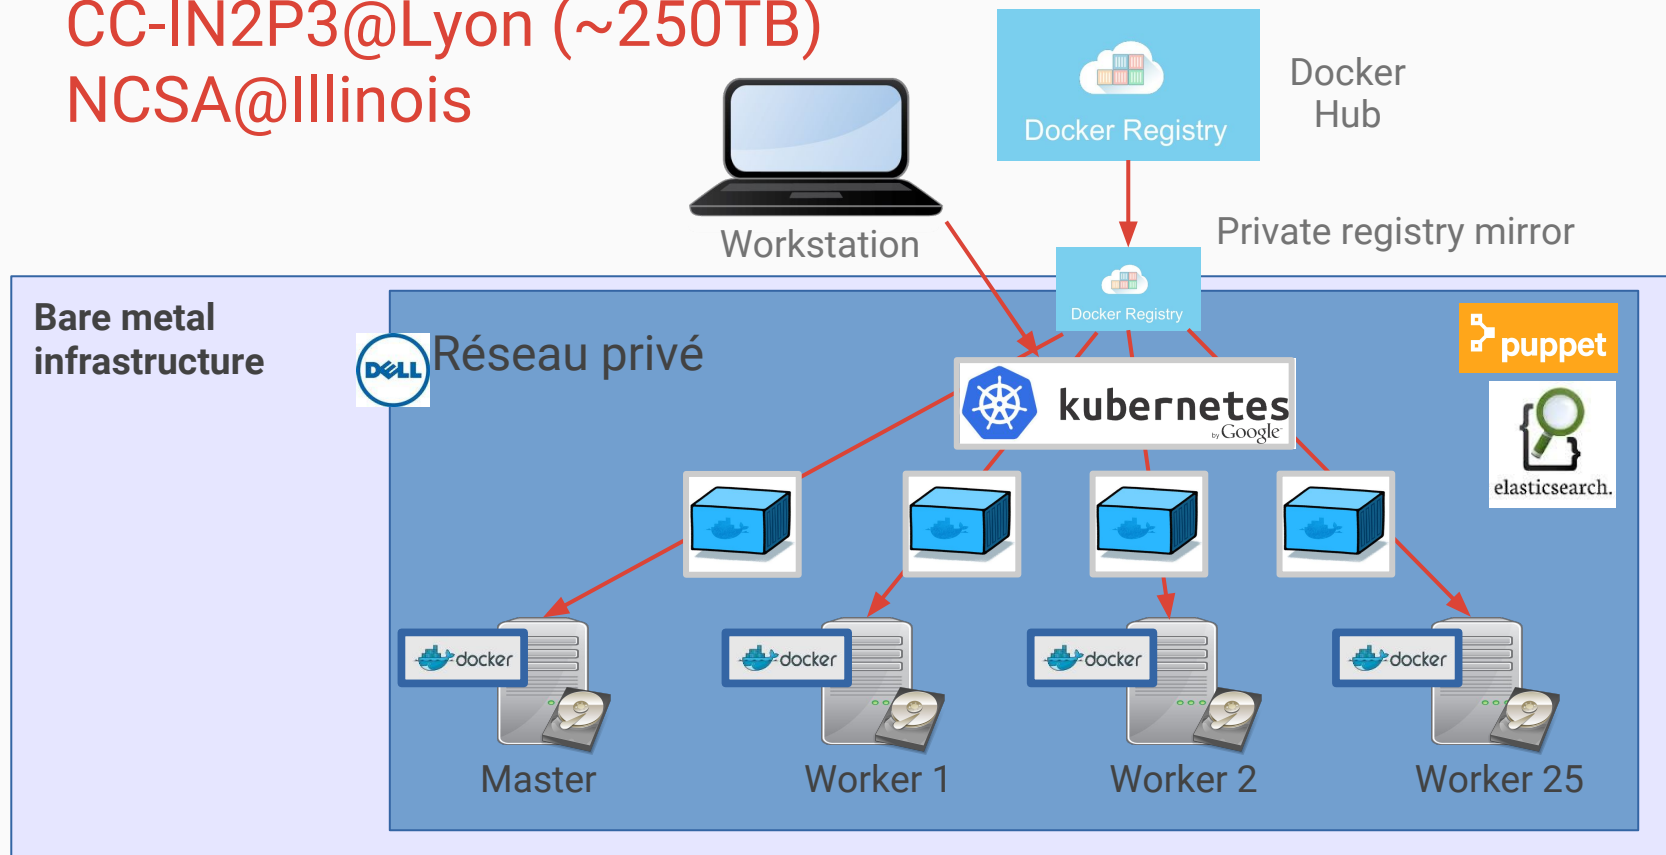 CC-IN2P3@Lyon (~250TB)
NCSA@Illinois
Docker Registry
Docker
Hub
Workstation
Private registry mirror
Docker Registry
Bare metal
infrastructure
DELL
Réseau privé
puppet
kubernetes
by Google
elasticsearch.
docker
docker
docker
docker
Master
Worker 1
Worker 2
Worker 25